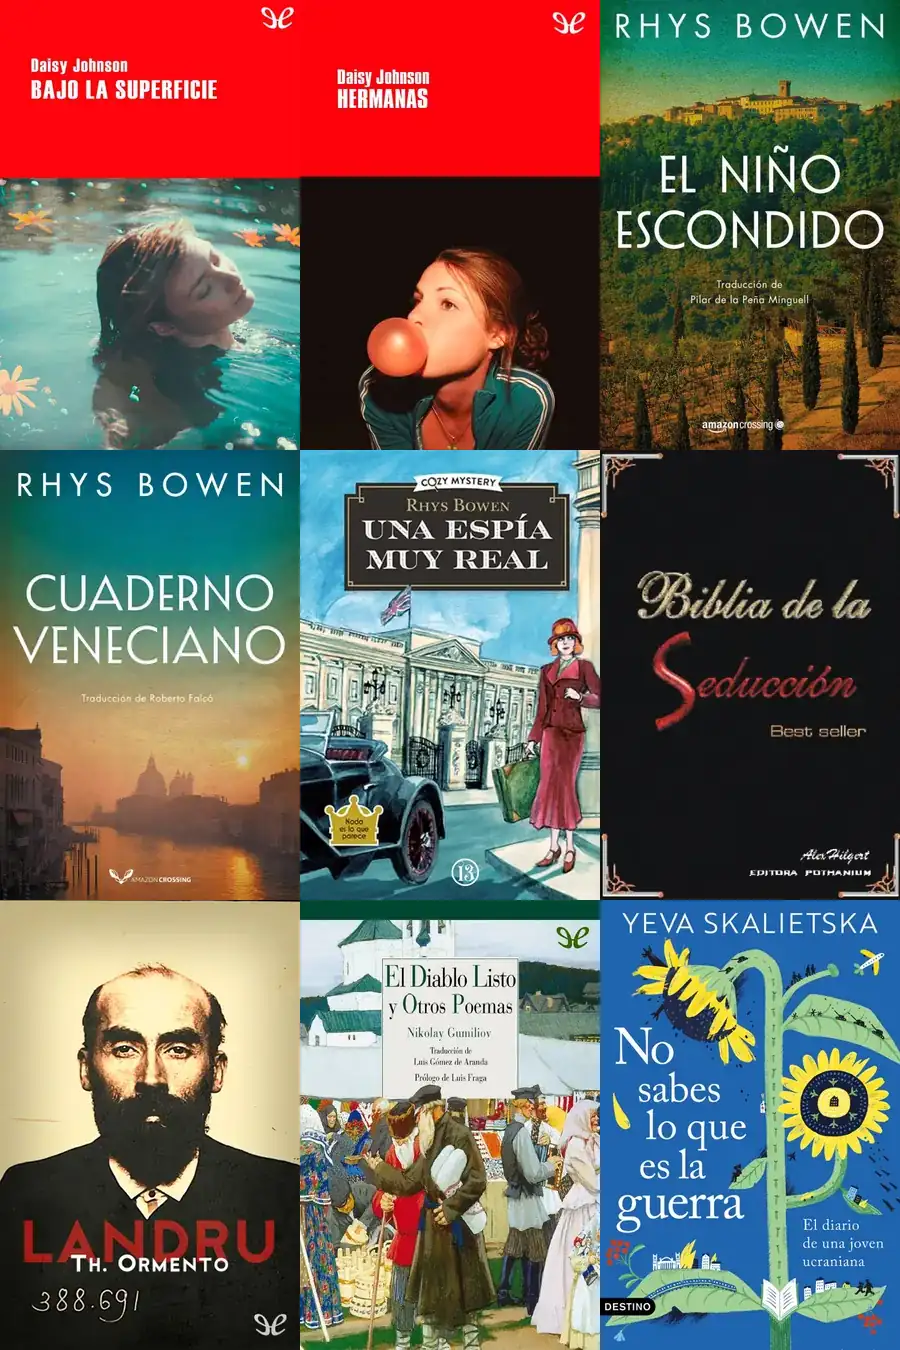 Daisy Johnson
BAJO LA SUPERFICIE
Daisy Johnson
HERMANAS
RHYS BOWEN
EL NIÑO
ESCONDIDO
Traducción de
Pilar de la Peña Minguell
amazoncrossing
RHYS BOWEN
CUADERNO
VENECIANO
Traducción de Roberto Falcó
AMAZON CROSSING
COZY MYSTERY
RHYS BOWEN
UNA ESPÍA
MUY REAL
Nada
es lo que
parece
13
Biblia de la
Seducción
Best seller
Alex Hilgert
EDITORA POTHANIUM
LANDRU
TH. ORMENTO
388.691
El Diablo Listo
y Otros Poemas
Nikolay Gumiliov
Traducción de
Luis Gómez de Aranda
Prólogo de Luis Fraga
YEVA SKALIETSKA
No
sabes
lo que
es la
guerra
El diario
de una joven
ucraniana
DESTINO